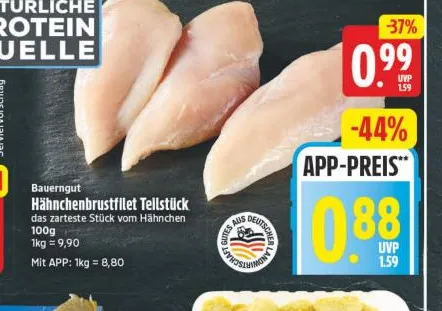 TÜRLICHE
ROTEIN
UELLE
-37%
0.99
UVP
1.59
-44%
APP-PREIS**
0.88
UVP
1.59
Bauerngut
Hähnchenbrustfilet Teilstück
das zarteste Stück vom Hähnchen
100g
1kg = 9,90
Mit APP: 1kg = 8,80
GUTES AUS DEUTSCHER LANDWIRTSCHAFT